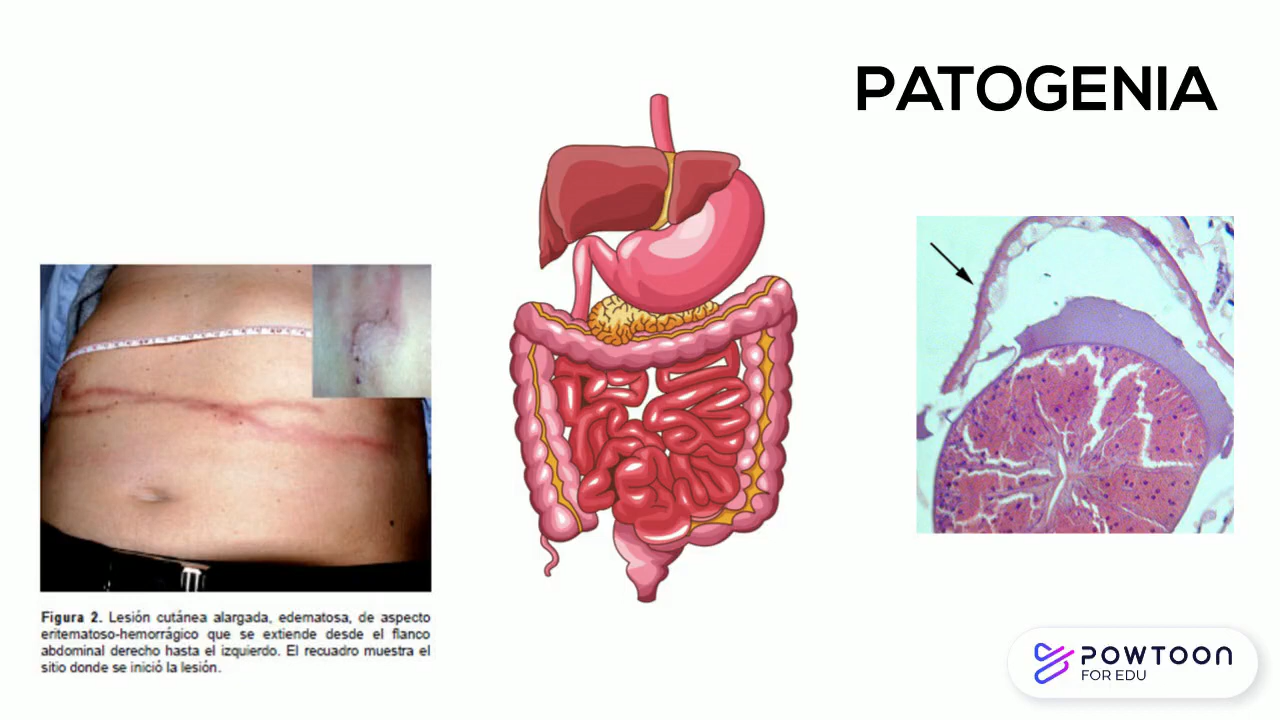 PATOGENIA
Figura 2. Lesión cutánea alargada, edematosa, de aspecto
eritematoso-hemorrágico que se extiende desde el flanco
abdominal derecho hasta el izquierdo. El recuadro muestra el
sitio donde se inició la lesión.
POWTOON
FOR EDU